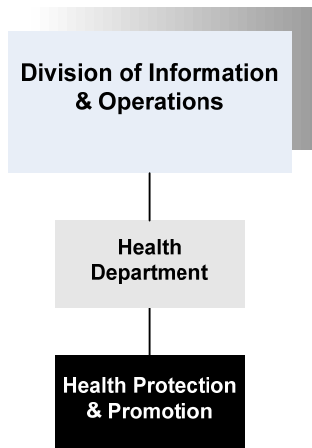 Division of Information
& Operations
Health
Department
Health Protection
& Promotion